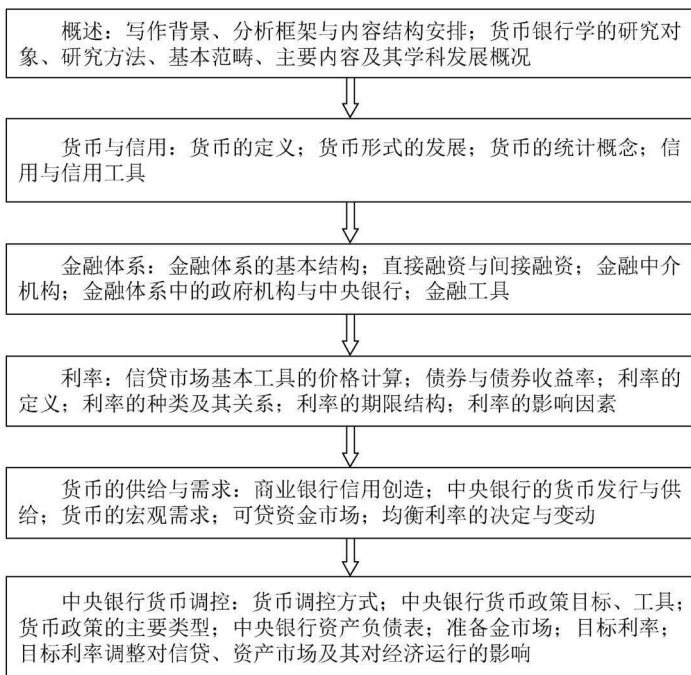 概述：写作背景、分析框架与内容结构安排；货币银行学的研究对
象、研究方法、基本范畴、主要内容及其学科发展概况
货币与信用：货币的定义；货币形式的发展；货币的统计概念；信
用与信用工具
金融体系：金融体系的基本结构；直接融资与间接融资；金融中介
机构；金融体系中的政府机构与中央银行；金融工具
利率：信贷市场基本工具的价格计算；债券与债券收益率；利率的
定义；利率的种类及其关系；利率的期限结构；利率的影响因素
货币的供给与需求：商业银行信用创造；中央银行的货币发行与供
给；货币的宏观需求；可贷资金市场；均衡利率的决定与变动
中央银行货币调控：货币调控方式；中央银行货币政策目标、工具；
货币政策的主要类型；中央银行资产负债表；准备金市场；目标利率；
目标利率调整对信贷、资产市场及其对经济运行的影响